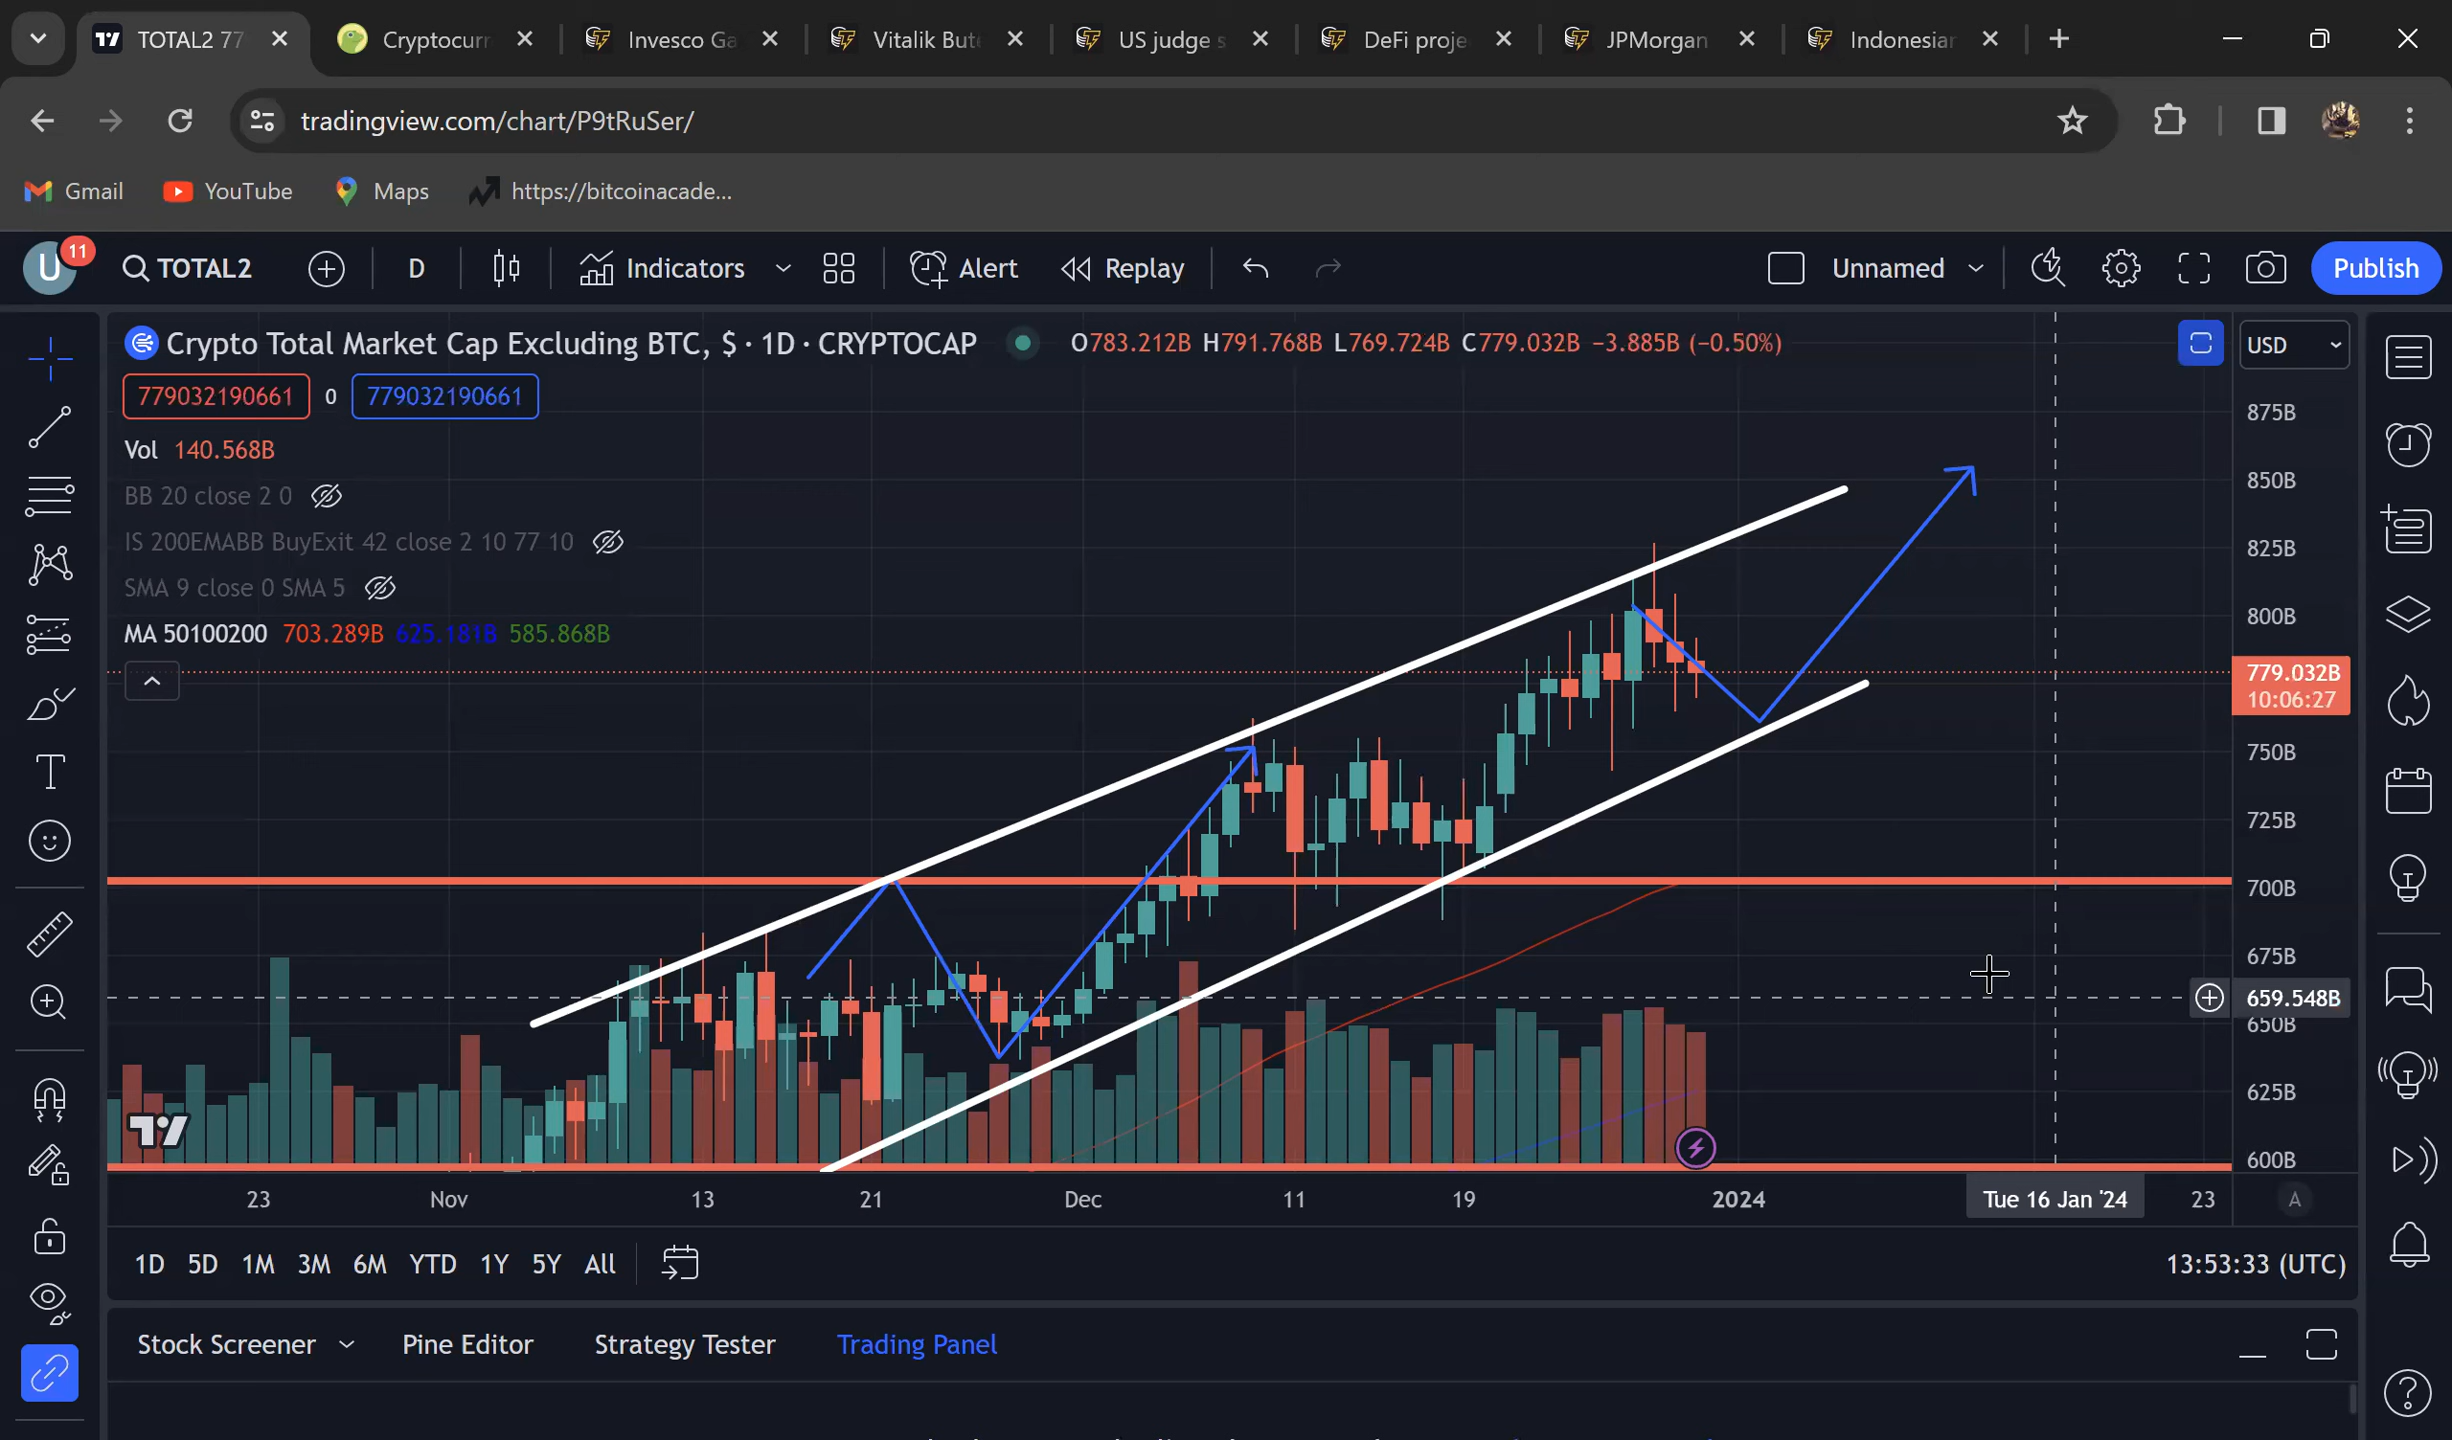 TOTAL2 77
Cryptocurr
Invesco Ga
Vitalik But
US judge s
DeFi proje
JPMorgan
Indonesian
tradingview.com/chart/P9tRuSer/
Gmail
YouTube
Maps
https://bitcoinacade...
U
11
TOTAL2
D
Indicators
Alert
Replay
Unnamed
Publish
Crypto Total Market Cap Excluding BTC, $ · 1D · CRYPTOCAP
O783.212B H791.768B L769.724B C779.032B −3.885B (−0.50%)
USD
779032190661 0 779032190661
Vol 140.568B
BB 20 close 2 0
IS 200EMABB BuyExit 42 close 2 10 77 10
SMA 9 close 0 SMA 5
MA 50100200 703.289B 625.181B 585.868B
875B
850B
825B
800B
779.032B
10:06:27
750B
725B
700B
675B
659.548B
650B
625B
600B
23 Nov 13 21 Dec 11 19 2024 Tue 16 Jan '24 23 A
1D 5D 1M 3M 6M YTD 1Y 5Y All
13:53:33 (UTC)
Stock Screener
Pine Editor
Strategy Tester
Trading Panel